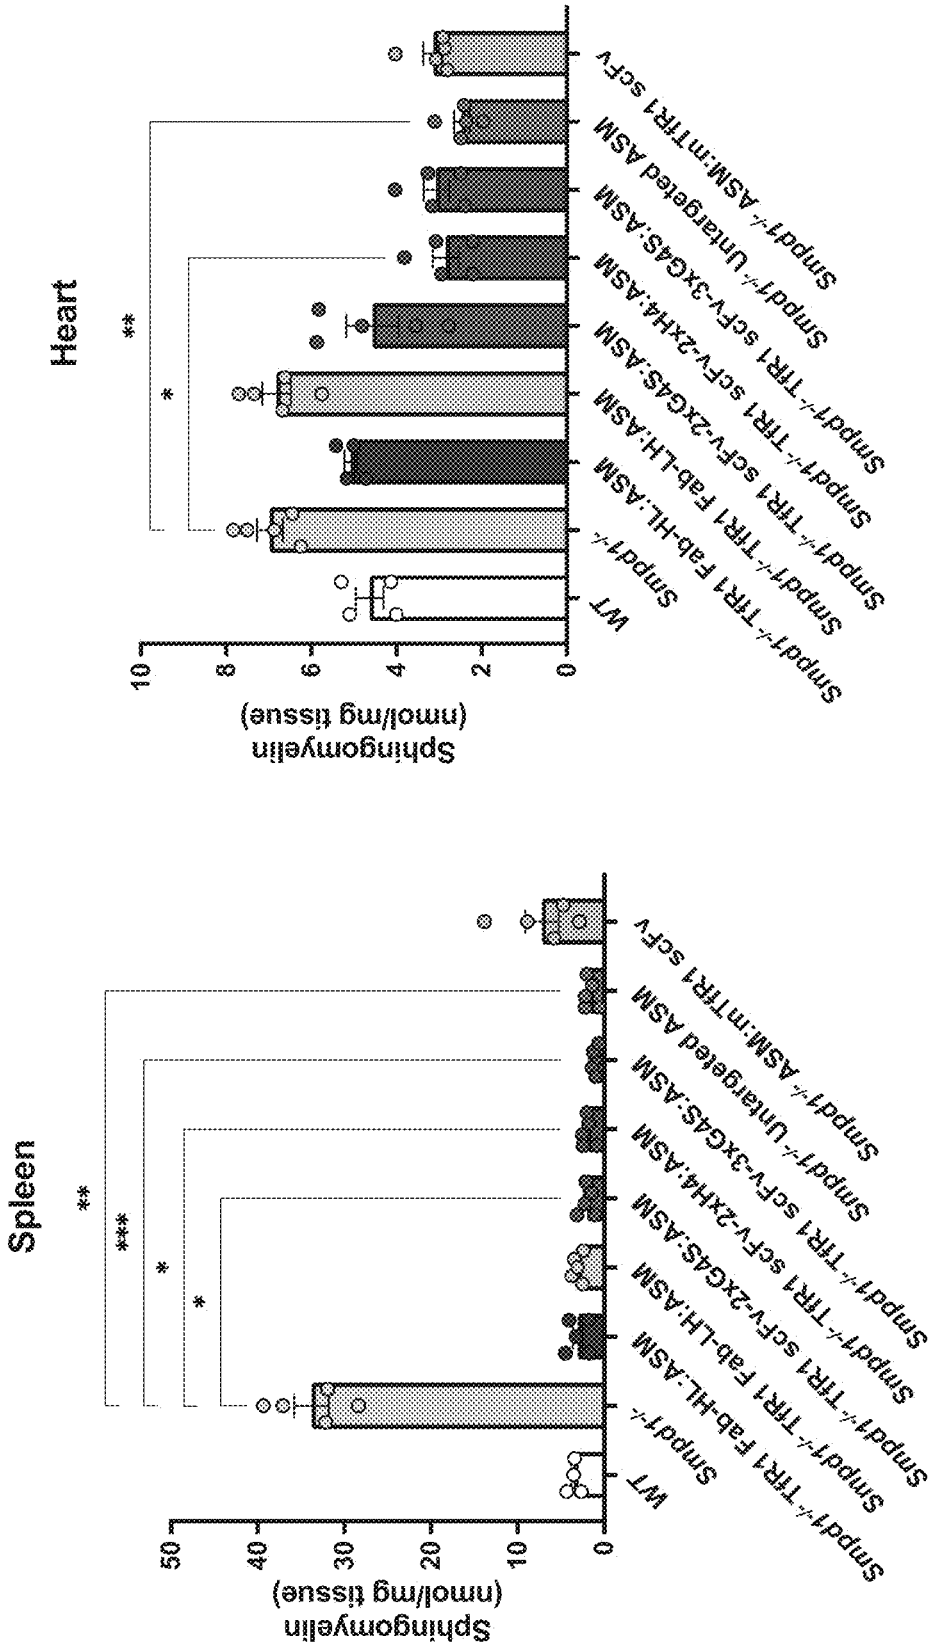 Spleen
**
***
*
*
Sphingomyelin
(nmol/mg tissue)
50
40
30
20
10
0
WT
Smpd1-/-
Smpd1-/- TfR1 Fab-HL:ASM
Smpd1-/- TfR1 Fab-LH:ASM
Smpd1-/- TfR1 scFv-2xG4S:ASM
Smpd1-/- TfR1 scFv-2xH4:ASM
Smpd1-/- TfR1 scFv-3xG4S:ASM
Smpd1-/- Untargeted ASM
Smpd1-/- ASM:mTfR1 scFv
Heart
**
*
Sphingomyelin
(nmol/mg tissue)
10
8
6
4
2
0
WT
Smpd1-/-
Smpd1-/- TfR1 Fab-HL:ASM
Smpd1-/- TfR1 Fab-LH:ASM
Smpd1-/- TfR1 scFv-2xG4S:ASM
Smpd1-/- TfR1 scFv-2xH4:ASM
Smpd1-/- TfR1 scFv-3xG4S:ASM
Smpd1-/- Untargeted ASM
Smpd1-/- ASM:mTfR1 scFv